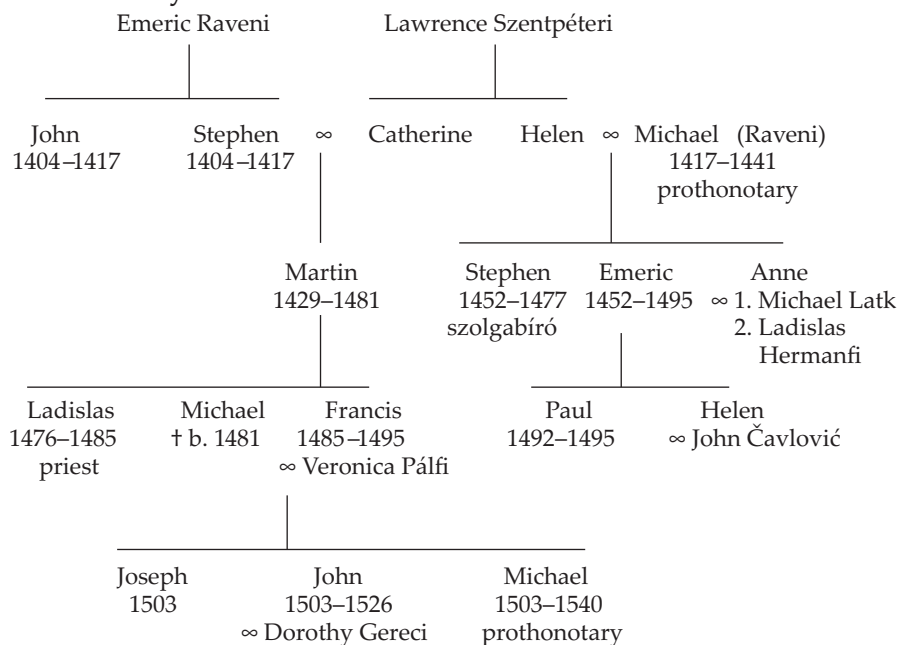 Emeric Raveni Lawrence Szentpéteri
John Stephen ∞ Catherine Helen ∞ Michael (Raveni)
1404–1417 1404–1417 1417–1441
prothonotary
Martin Stephen Emeric Anne
1429–1481 1452–1477 1452–1495 ∞ 1. Michael Latk
szolgabíró 2. Ladislas
Hermanfi
Ladislas Michael Francis Paul Helen
1476–1485 † b. 1481 1485–1495 1492–1495 ∞ John Čavlović
priest ∞ Veronica Pálfi
Joseph John Michael
1503 1503–1526 1503–1540
∞ Dorothy Gereci prothonotary